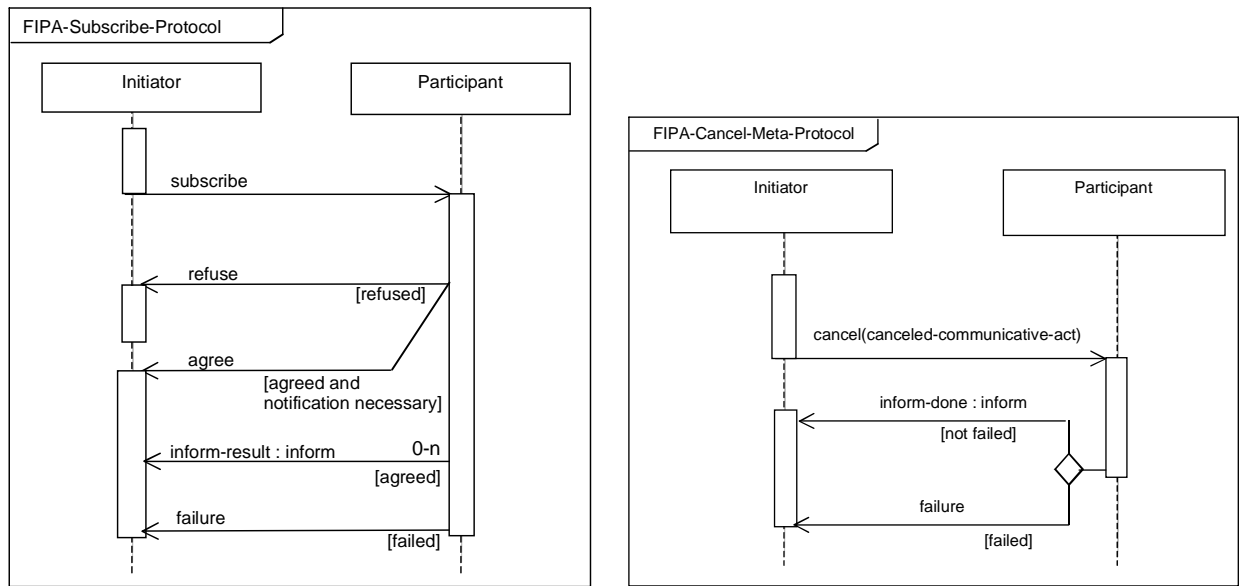 FIPA-Subscribe-Protocol
Initiator
Participant
subscribe
refuse
[refused]
agree
[agreed and
notification necessary]
inform-result : inform
0-n
[agreed]
failure
[failed]
FIPA-Cancel-Meta-Protocol
Initiator
Participant
cancel(canceled-communicative-act)
inform-done : inform
[not failed]
failure
[failed]